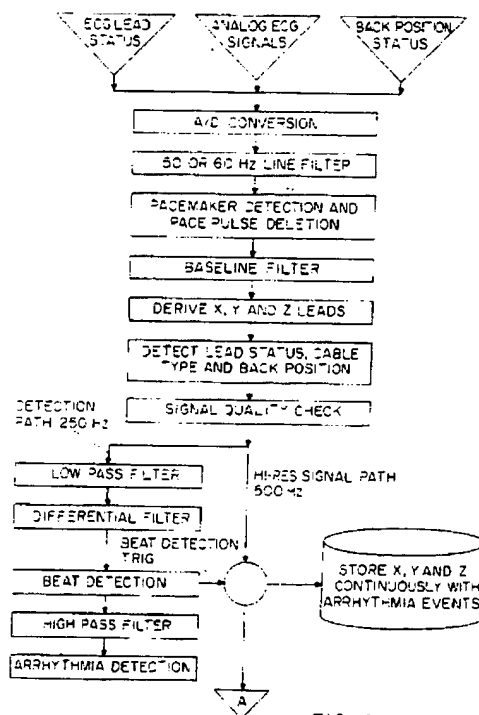 ECG LEAD
STATUS
ANALOG ECG
SIGNALS
BACK POSITION
STATUS
A/D CONVERSION
50 OR 60 Hz LINE FILTER
PACEMAKER DETECTION AND
PACE PULSE DELETION
BASELINE FILTER
DERIVE X, Y AND Z LEADS
DETECT LEAD STATUS, CABLE
TYPE AND BACK POSITION
SIGNAL QUALITY CHECK
DETECTION
PATH 250 Hz
HI-RES SIGNAL PATH
500 Hz
LOW PASS FILTER
DIFFERENTIAL FILTER
BEAT DETECTION
TRIG
BEAT DETECTION
HIGH PASS FILTER
ARRHYTHMIA DETECTION
STORE X, Y AND Z
CONTINUOUSLY WITH
ARRHYTHMIA EVENTS
A